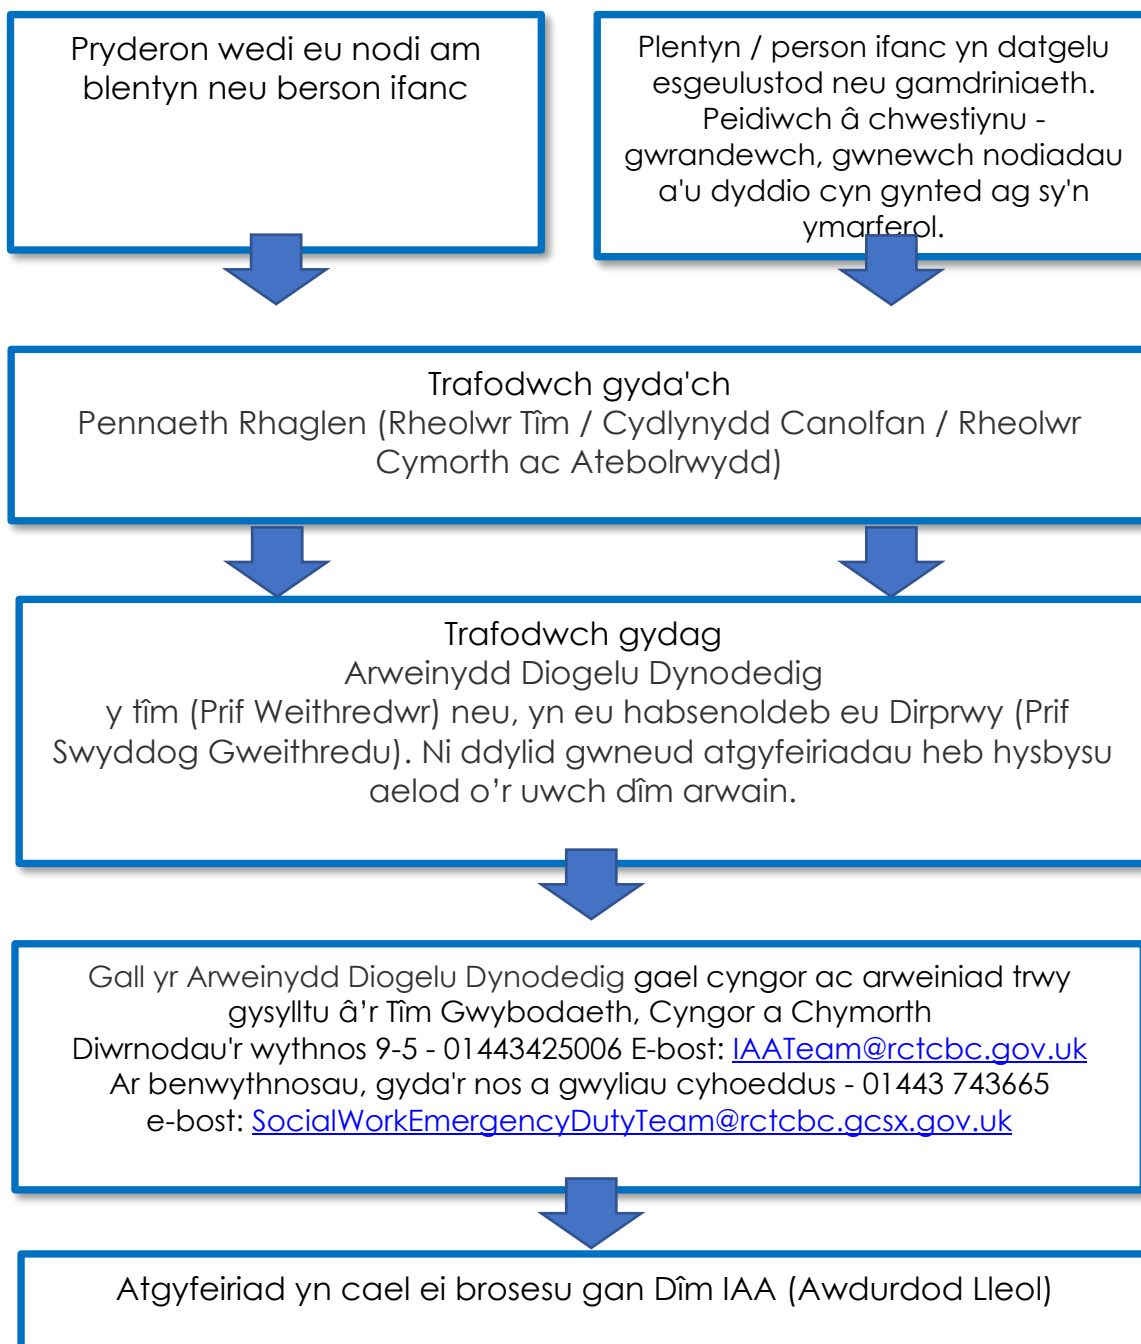 Pryderon wedi eu nodi am
blentyn neu berson ifanc
Plentyn / person ifanc yn datgelu
esgeulustod neu gamdriniaeth.
Peidiwch â chwestiynu -
gwrandewch, gwnewch nodiadau
a'u dyddio cyn gynted ag sy'n
ymarferol.
Trafodwch gyda'ch
Pennaeth Rhaglen (Rheolwr Tîm / Cydlynydd Canolfan / Rheolwr
Cymorth ac Atebolrwydd)
Trafodwch gydag
Arweinydd Diogelu Dynodedig
y tîm (Prif Weithredwr) neu, yn eu habsenoldeb eu Dirprwy (Prif
Swyddog Gweithredu). Ni ddylid gwneud atgyfeiriadau heb hysbysu
aelod o’r uwch dîm arwain.
Gall yr Arweinydd Diogelu Dynodedig gael cyngor ac arweiniad trwy
gysylltu â’r Tîm Gwybodaeth, Cyngor a Chymorth
Diwrnodau'r wythnos 9-5 - 01443425006 E-bost: IAATeam@rctcbc.gov.uk
Ar benwythnosau, gyda'r nos a gwyliau cyhoeddus - 01443 743665
e-bost: SocialWorkEmergencyDutyTeam@rctcbc.gcsx.gov.uk
Atgyfeiriad yn cael ei brosesu gan Dîm IAA (Awdurdod Lleol)